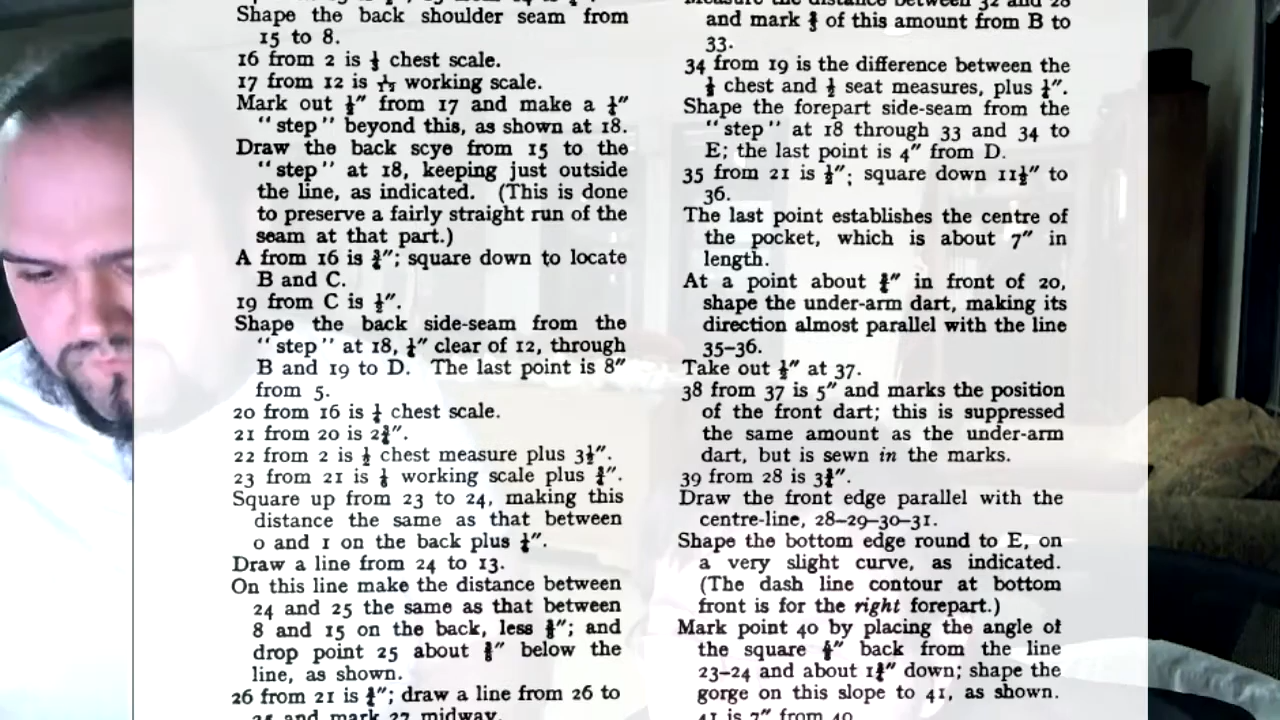 Shape the back shoulder seam from
15 to 8.
16 from 2 is ⅓ chest scale.
17 from 12 is 1/12 working scale.
Mark out ½″ from 17 and make a ½″
“step” beyond this, as shown at 18.
Draw the back scye from 15 to the
“step” at 18, keeping just outside
the line, as indicated. (This is done
to preserve a fairly straight run of the
seam at that part.)
A from 16 is ¾″; square down to locate
B and C.
19 from C is ½″.
Shape the back side-seam from the
“step” at 18, ¼″ clear of 12, through
B and 19 to D. The last point is 8″
from 5.
20 from 16 is ¼ chest scale.
21 from 20 is 2¾″.
22 from 2 is ½ chest measure plus 3½″.
23 from 21 is working scale plus ¾″.
Square up from 23 to 24, making this
distance the same as that between
0 and 1 on the back plus ¼″.
Draw a line from 24 to 13.
On this line make the distance between
24 and 25 the same as that between
8 and 15 on the back, less and
drop point 25 about below the
line, as shown.
26 from 21 is ¾″; draw a line from 26 to
25 and mark 27 midway.
Measure the distance between 32 and 28
and mark of this amount from B to
33.
34 from 19 is the difference between the
½ chest and ½ seat measures, plus ¼″.
Shape the forepart side-seam from the
“step” at 18 through 33 and 34 to
E; the last point is 4″ from D.
35 from 21 is ½″; square down 11½″ to
36.
The last point establishes the centre of
the pocket, which is about 7″ in
length.
At a point about ¾″ in front of 20,
shape the under-arm dart, making its
direction almost parallel with the line
35–36.
Take out ½″ at 37.
38 from 37 is 5″ and marks the position
of the front dart; this is suppressed
the same amount as the under-arm
dart, but is sewn in the marks.
39 from 28 is 3¾″.
Draw the front edge parallel with the
centre-line, 28–29–30–31.
Shape the bottom edge round to E, on
a very slight curve, as indicated.
(The dash line contour at bottom
front is for the right forepart.)
Mark point 40 by placing the angle of
the square back from the line
23–24 and about 1¾″ down; shape the
gorge on this slope to 41, as shown.
41 is 7″ from 40